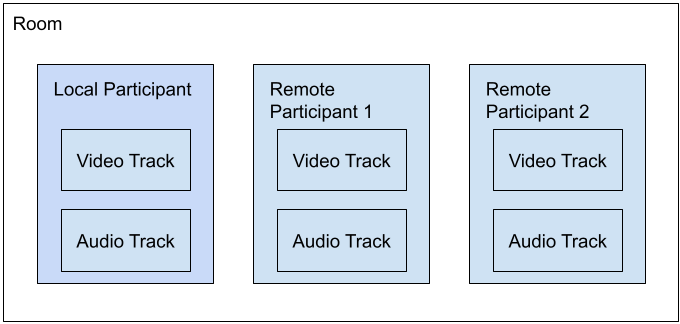 Room
Local Participant
Video Track
Audio Track
Remote
Participant 1
Video Track
Audio Track
Remote
Participant 2
Video Track
Audio Track